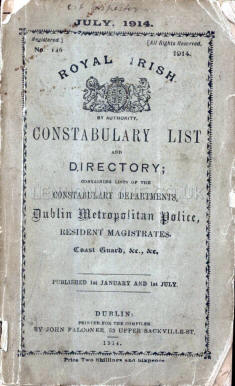 JULY, 1914.
Registered.]
[All Rights Reserved.
No.
1914.
ROYAL IRISH
BY AUTHORITY.
CONSTABULARY LIST
AND
DIRECTORY;
CONTAINING LISTS OF THE
CONSTABULARY DEPARTMENTS,
Dublin Metropolitan Police,
RESIDENT MAGISTRATES.
Coast Guard, &c., &c.
PUBLISHED 1st JANUARY AND 1st JULY.
DUBLIN:
PRINTED FOR THE COMPILER
BY JOHN FALCONER, 53 UPPER SACKVILLE-ST.
1914.
Price Two Shillings and Sixpence